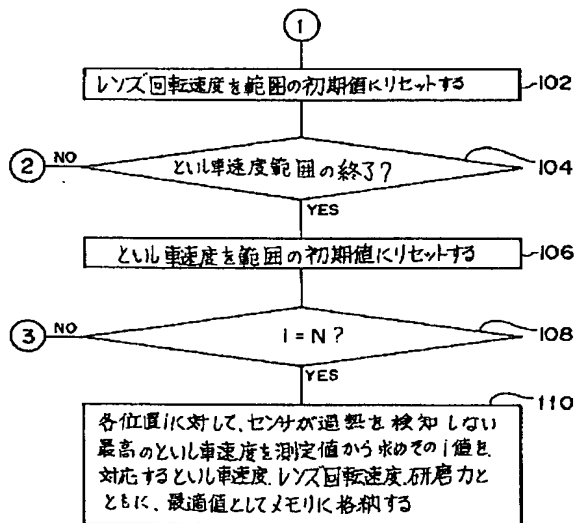 1
レンズ回転速度を範囲の初期値にリセットする
102
2
NO
といし車速度範囲の終了?
104
YES
といし車速度を範囲の初期値にリセットする
106
3
NO
i = N ?
108
YES
110
各位置iに対して、センサが過熱を検知しない
最高のといし車速度を測定値から求めそのi値を
対応するといし車速度、レンズ回転速度、研磨力と
ともに、最適値としてメモリに格納する